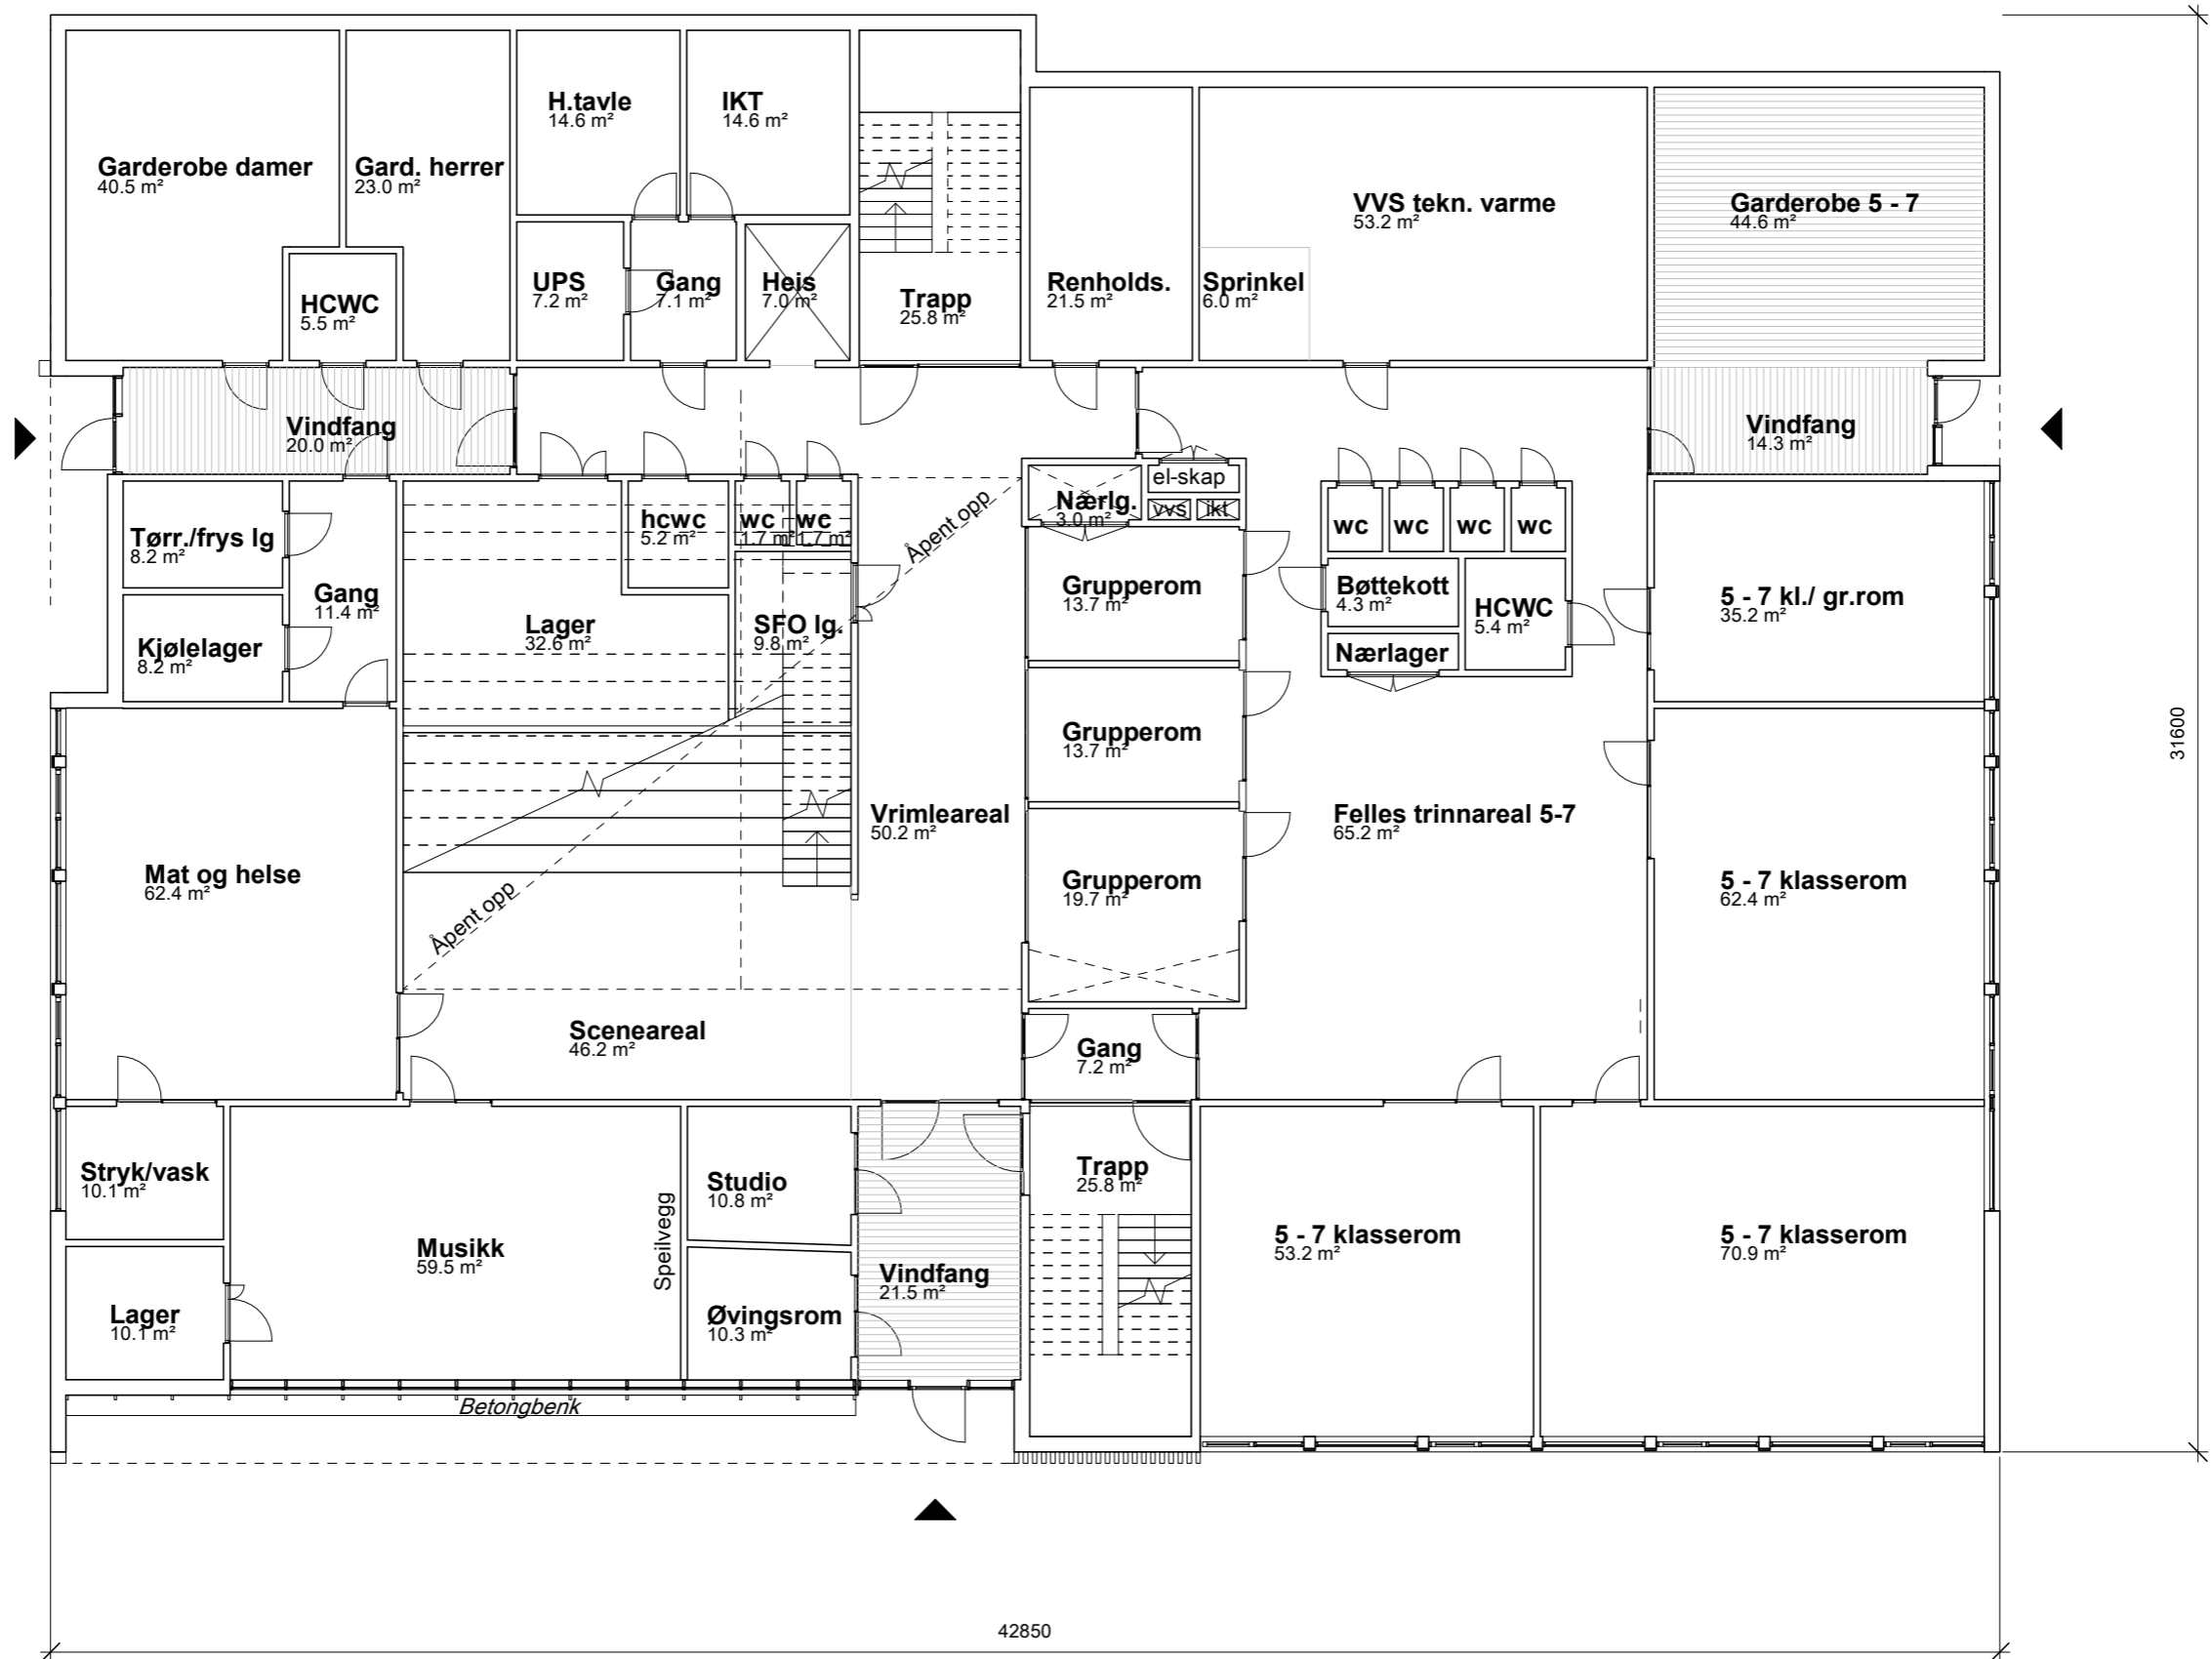 H.tavle
14.6 m²
IKT
14.6 m²
Garderobe damer
40.5 m²
Gard. herrer
23.0 m²
VVS tekn. varme
53.2 m²
Garderobe 5 - 7
44.6 m²
HCWC
5.5 m²
UPS
7.2 m²
Gang
7.1 m²
Heis
7.0 m²
Trapp
25.8 m²
Renholds.
21.5 m²
Sprinkel
6.0 m²
Vindfang
20.0 m²
Vindfang
14.3 m²
Tørr./frys lg
8.2 m²
Gang
11.4 m²
Kjølelager
8.2 m²
Lager
32.6 m²
hcwc
5.2 m²
wc
1.7 m²
wc
1.7 m²
SFO lg.
9.8 m²
Åpent opp
Nærlg.
3.0 m²
el-skap
vvs
ikt
wc
wc
wc
wc
Grupperom
13.7 m²
Bøttekott
4.3 m²
HCWC
5.4 m²
Nærlager
5 - 7 kl./ gr.rom
35.2 m²
Grupperom
13.7 m²
31600
Vrimleareal
50.2 m²
Felles trinnareal 5-7
65.2 m²
Mat og helse
62.4 m²
Åpent opp
Grupperom
19.7 m²
5 - 7 klasserom
62.4 m²
Sceneareal
46.2 m²
Gang
7.2 m²
Stryk/vask
10.1 m²
Studio
10.8 m²
Trapp
25.8 m²
Musikk
59.5 m²
Speilvegg
Vindfang
21.5 m²
5 - 7 klasserom
53.2 m²
5 - 7 klasserom
70.9 m²
Lager
10.1 m²
Øvingsrom
10.3 m²
Betongbenk
42850